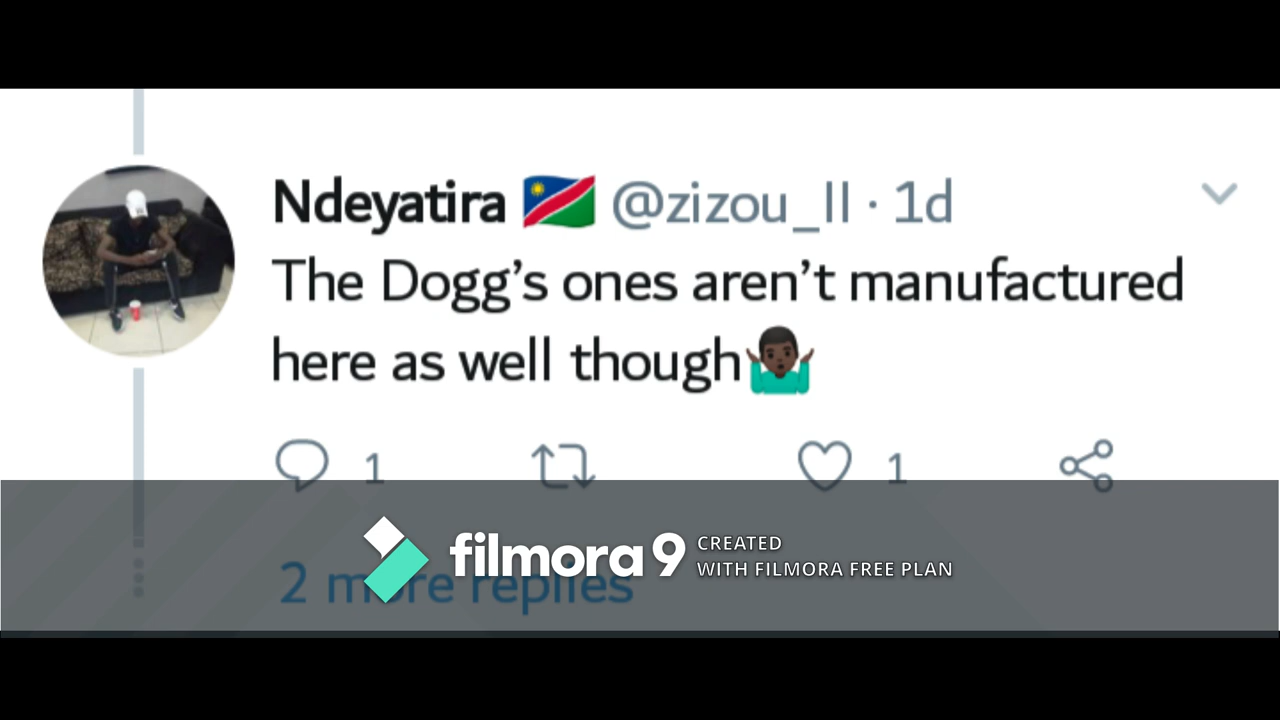 Ndeyatira 🇳🇦 @zizou_II · 1d
The Dogg’s ones aren’t manufactured
here as well though🤷🏿‍♂️
1 1
filmora9 CREATED
WITH FILMORA FREE PLAN
2 more replies